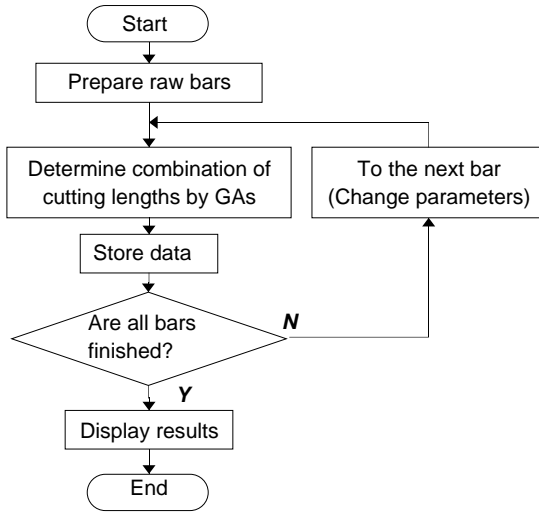 Start
Prepare raw bars
Determine combination of
cutting lengths by GAs
To the next bar
(Change parameters)
Store data
Are all bars
finished?
N
Y
Display results
End